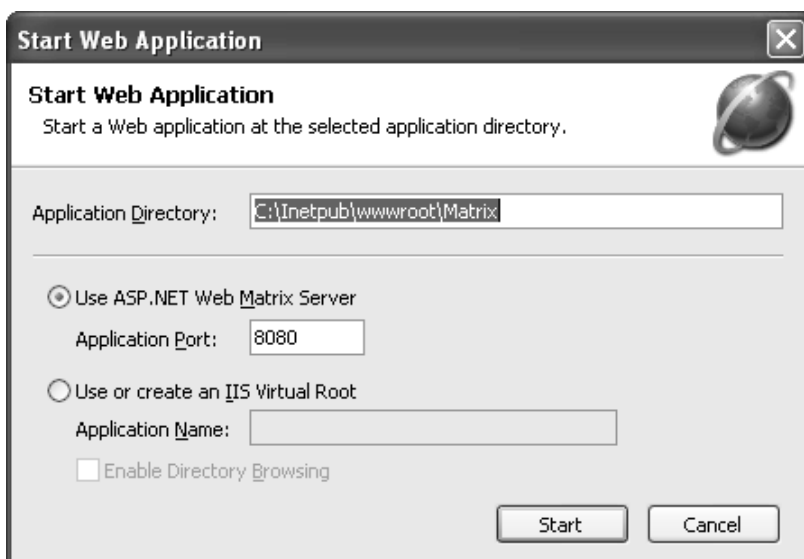 Start Web Application
Start Web Application
Start a Web application at the selected application directory.
Application Directory: C:\Inetpub\wwwroot\Matrix
Use ASP.NET Web Matrix Server
Application Port: 8080
Use or create an IIS Virtual Root
Application Name:
Enable Directory Browsing
Start Cancel